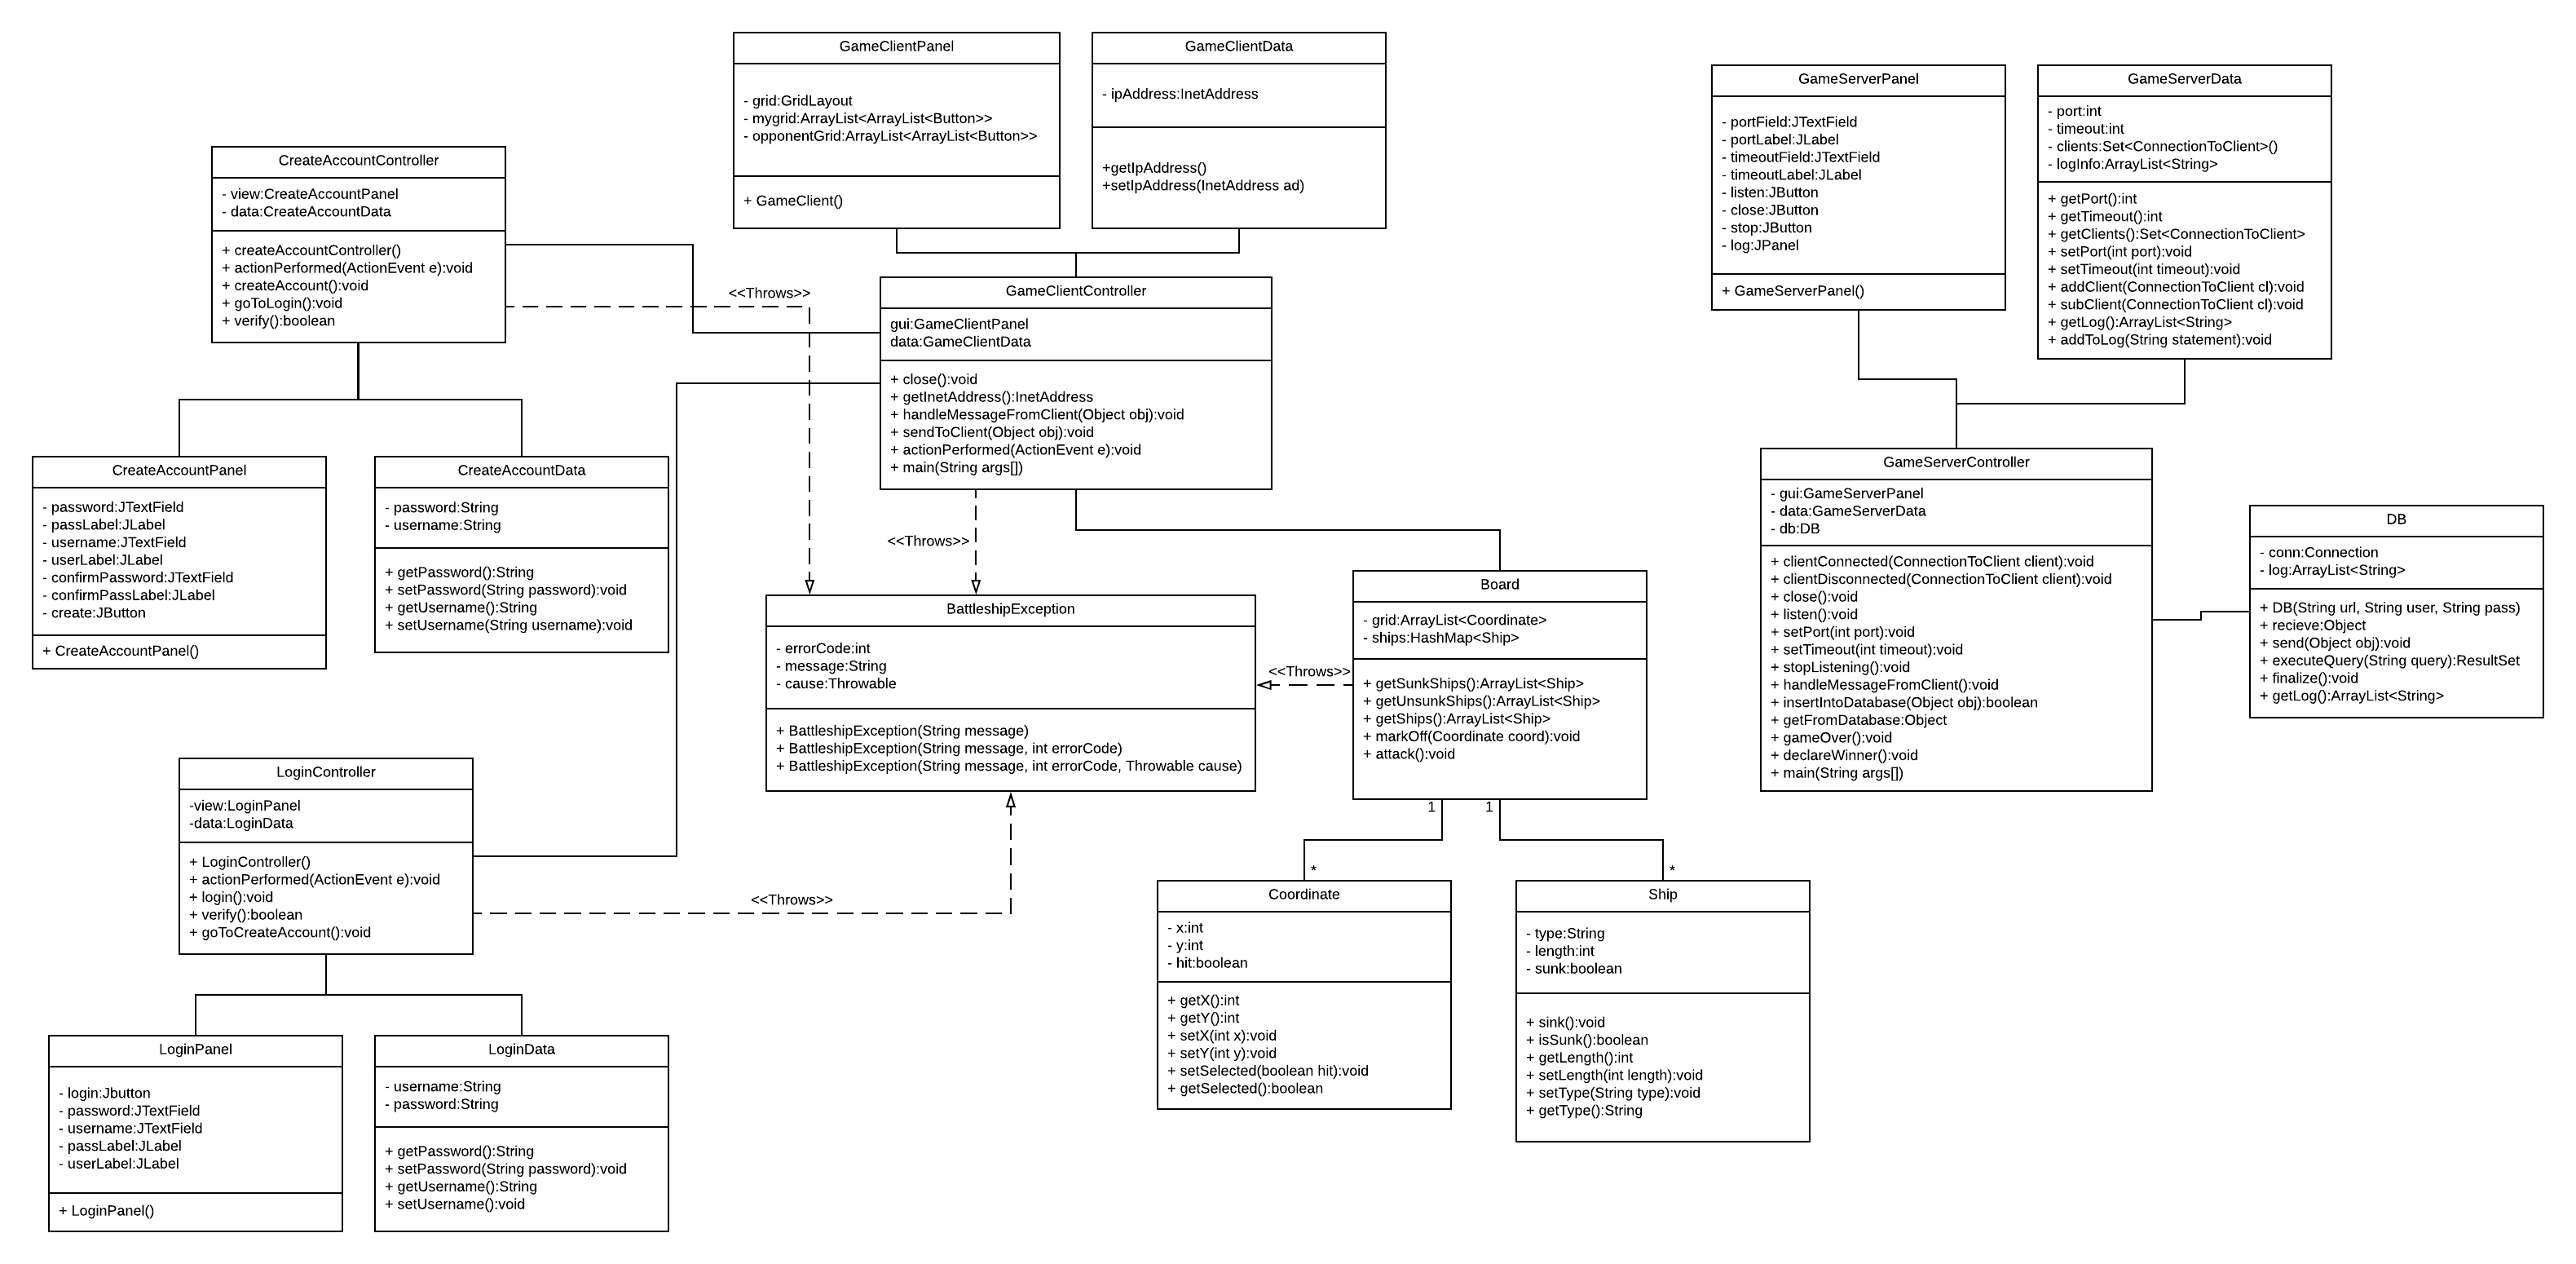 GameClientPanel
- grid:GridLayout
- mygrid:ArrayList<ArrayList<Button>>
- opponentGrid:ArrayList<ArrayList<Button>>
+ GameClient()
GameClientData
- ipAddress:InetAddress
+getIpAddress()
+setIpAddress(InetAddress ad)
GameServerPanel
- portField:JTextField
- portLabel:JLabel
- timeoutField:JTextField
- timeoutLabel:JLabel
- listen:JButton
- close:JButton
- stop:JButton
- log:JPanel
+ GameServerPanel()
GameServerData
- port:int
- timeout:int
- clients:Set<ConnectionToClient>()
- logInfo:ArrayList<String>
+ getPort():int
+ getTimeout():int
+ getClients():Set<ConnectionToClient>
+ setPort(int port):void
+ setTimeout(int timeout):void
+ addClient(ConnectionToClient cl):void
+ subClient(ConnectionToClient cl):void
+ getLog():ArrayList<String>
+ addToLog(String statement):void
CreateAccountController
- view:CreateAccountPanel
- data:CreateAccountData
+ createAccountController()
+ actionPerformed(ActionEvent e):void
+ createAccount():void
+ goToLogin():void
+ verify():boolean
<<Throws>>
GameClientController
gui:GameClientPanel
data:GameClientData
+ close():void
+ getInetAddress():InetAddress
+ handleMessageFromClient(Object obj):void
+ sendToClient(Object obj):void
+ actionPerformed(ActionEvent e):void
+ main(String args[])
CreateAccountPanel
- password:JTextField
- passLabel:JLabel
- username:JTextField
- userLabel:JLabel
- confirmPassword:JTextField
- confirmPassLabel:JLabel
- create:JButton
+ CreateAccountPanel()
CreateAccountData
- password:String
- username:String
+ getPassword():String
+ setPassword(String password):void
+ getUsername():String
+ setUsername(String username):void
<<Throws>>
GameServerController
- gui:GameServerPanel
- data:GameServerData
- db:DB
+ clientConnected(ConnectionToClient client):void
+ clientDisconnected(ConnectionToClient client):void
+ close():void
+ listen():void
+ setPort(int port):void
+ setTimeout(int timeout):void
+ stopListening():void
+ handleMessageFromClient():void
+ insertIntoDatabase(Object obj):boolean
+ getFromDatabase:Object
+ gameOver():void
+ declareWinner():void
+ main(String args[])
DB
- conn:Connection
- log:ArrayList<String>
+ DB(String url, String user, String pass)
+ recieve:Object
+ send(Object obj):void
+ executeQuery(String query):ResultSet
+ finalize():void
+ getLog():ArrayList<String>
BattleshipException
- errorCode:int
- message:String
- cause:Throwable
+ BattleshipException(String message)
+ BattleshipException(String message, int errorCode)
+ BattleshipException(String message, int errorCode, Throwable cause)
<<Throws>>
Board
- grid:ArrayList<Coordinate>
- ships:HashMap<Ship>
+ getSunkShips():ArrayList<Ship>
+ getUnsunkShips():ArrayList<Ship>
+ getShips():ArrayList<Ship>
+ markOff(Coordinate coord):void
+ attack():void
1
1
*
*
LoginController
-view:LoginPanel
-data:LoginData
+ LoginController()
+ actionPerformed(ActionEvent e):void
+ login():void
+ verify():boolean
+ goToCreateAccount():void
<<Throws>>
Coordinate
- x:int
- y:int
- hit:boolean
+ getX():int
+ getY():int
+ setX(int x):void
+ setY(int y):void
+ setSelected(boolean hit):void
+ getSelected():boolean
Ship
- type:String
- length:int
- sunk:boolean
+ sink():void
+ isSunk():boolean
+ getLength():int
+ setLength(int length):void
+ setType(String type):void
+ getType():String
LoginPanel
- login:Jbutton
- password:JTextField
- username:JTextField
- passLabel:JLabel
- userLabel:JLabel
+ LoginPanel()
LoginData
- username:String
- password:String
+ getPassword():String
+ setPassword(String password):void
+ getUsername():String
+ setUsername():void